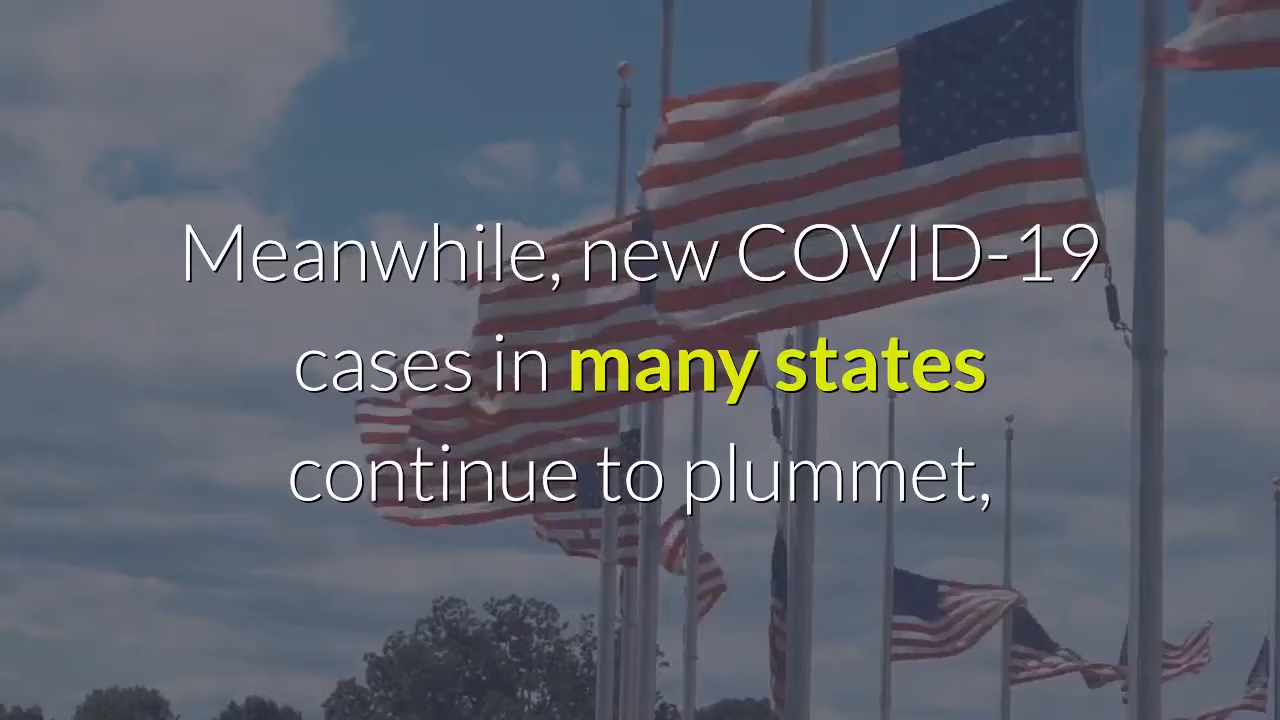 Meanwhile, new COVID-19
cases in many states
continue to plummet,